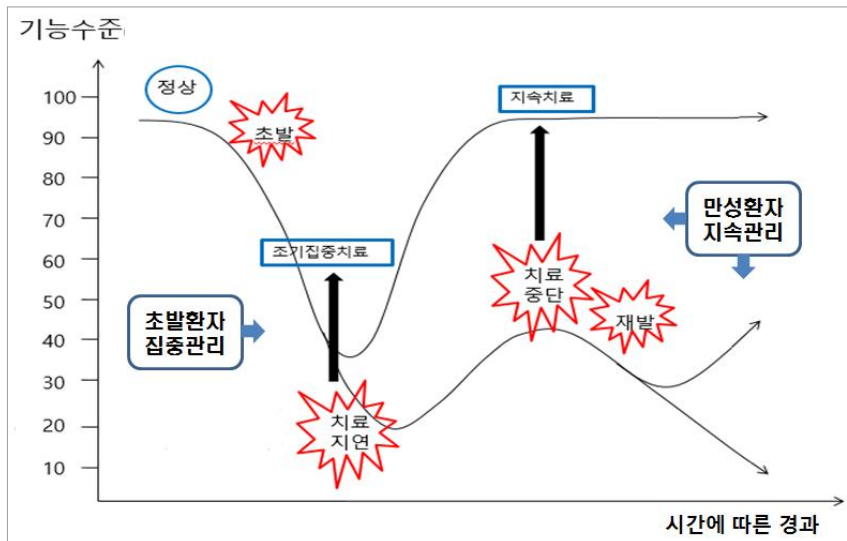 기능수준
정상
100
90
80
70
60
50
40
30
20
10
초발
지속치료
조기집중치료
만성환자
지속관리
치료
중단
재발
초발환자
집중관리
치료
지연
시간에 따른 경과